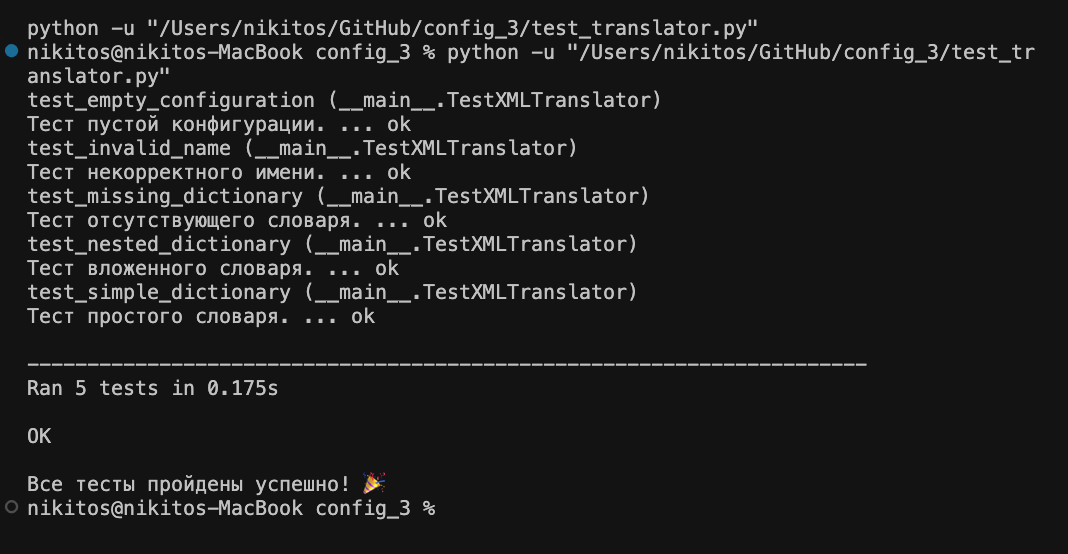 python -u "/Users/nikitos/GitHub/config_3/test_translator.py"
nikitos@nikitos-MacBook config_3 % python -u "/Users/nikitos/GitHub/config_3/test_tr
anslator.py"
test_empty_configuration (__main__.TestXMLTranslator)
Тест пустой конфигурации. ... ok
test_invalid_name (__main__.TestXMLTranslator)
Тест некорректного имени. ... ok
test_missing_dictionary (__main__.TestXMLTranslator)
Тест отсутствующего словаря. ... ok
test_nested_dictionary (__main__.TestXMLTranslator)
Тест вложенного словаря. ... ok
test_simple_dictionary (__main__.TestXMLTranslator)
Тест простого словаря. ... ok
----------------------------------------------------------------------
Ran 5 tests in 0.175s
OK
Все тесты пройдены успешно! 🎉
nikitos@nikitos-MacBook config_3 %